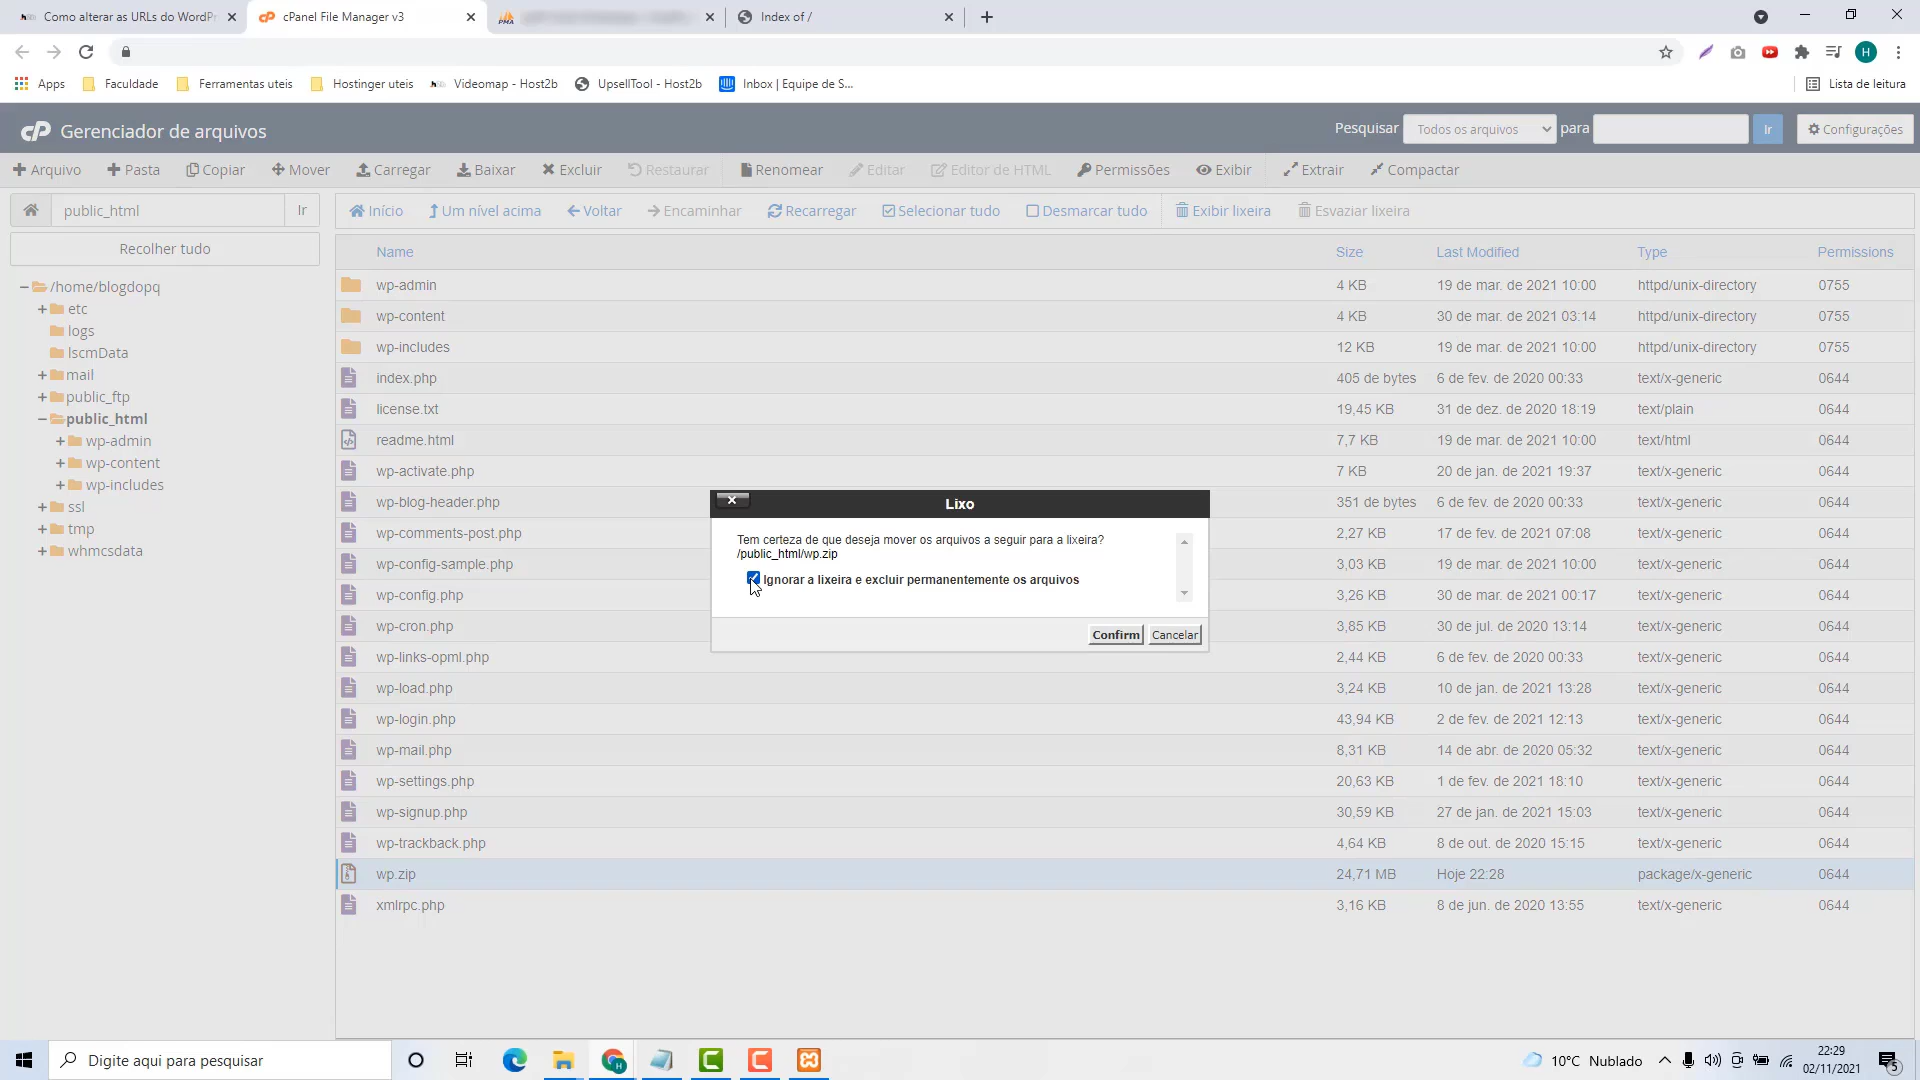 Como alterar as URLs do WordP
cPanel File Manager v3
Index of /
Apps
Faculdade
Ferramentas uteis
Hostinger uteis
Videomap - Host2b
UpsellTool - Host2b
Inbox | Equipe de S...
Lista de leitura
H
cP Gerenciador de arquivos
Pesquisar Todos os arquivos para Ir Configurações
Arquivo Pasta Copiar Mover Carregar Baixar Excluir Restaurar Renomear Editar Editor de HTML Permissões Exibir Extrair Compactar
public_html Ir
Início Um nível acima Voltar Encaminhar Recarregar Selecionar tudo Desmarcar tudo Exibir lixeira Esvaziar lixeira
Recolher tudo
/home/blogdopq
etc
logs
lscmData
mail
public_ftp
public_html
wp-admin
wp-content
wp-includes
ssl
tmp
whmcsdata
Name Size Last Modified Type Permissions
wp-admin 4 KB 19 de mar. de 2021 10:00 httpd/unix-directory 0755
wp-content 4 KB 30 de mar. de 2021 03:14 httpd/unix-directory 0755
wp-includes 12 KB 19 de mar. de 2021 10:00 httpd/unix-directory 0755
index.php 405 de bytes 6 de fev. de 2020 00:33 text/x-generic 0644
license.txt 19,45 KB 31 de dez. de 2020 18:19 text/plain 0644
readme.html 7,7 KB 19 de mar. de 2021 10:00 text/html 0644
wp-activate.php 7 KB 20 de jan. de 2021 19:37 text/x-generic 0644
wp-blog-header.php 351 de bytes 6 de fev. de 2020 00:33 text/x-generic 0644
wp-comments-post.php 2,27 KB 17 de fev. de 2021 07:08 text/x-generic 0644
wp-config-sample.php 3,03 KB 19 de mar. de 2021 10:00 text/x-generic 0644
wp-config.php 3,26 KB 30 de mar. de 2021 00:17 text/x-generic 0644
wp-cron.php 3,85 KB 30 de jul. de 2020 13:14 text/x-generic 0644
wp-links-opml.php 2,44 KB 6 de fev. de 2020 00:33 text/x-generic 0644
wp-load.php 3,24 KB 10 de jan. de 2021 13:28 text/x-generic 0644
wp-login.php 43,94 KB 2 de fev. de 2021 12:13 text/x-generic 0644
wp-mail.php 8,31 KB 14 de abr. de 2020 05:32 text/x-generic 0644
wp-settings.php 20,63 KB 1 de fev. de 2021 18:10 text/x-generic 0644
wp-signup.php 30,59 KB 27 de jan. de 2021 15:03 text/x-generic 0644
wp-trackback.php 4,64 KB 8 de out. de 2020 15:15 text/x-generic 0644
wp.zip 24,71 MB Hoje 22:28 package/x-generic 0644
xmlrpc.php 3,16 KB 8 de jun. de 2020 13:55 text/x-generic 0644
Lixo
Tem certeza de que deseja mover os arquivos a seguir para a lixeira?
/public_html/wp.zip
Ignorar a lixeira e excluir permanentemente os arquivos
Confirm Cancelar
Digite aqui para pesquisar
10°C Nublado
22:29
02/11/2021
5